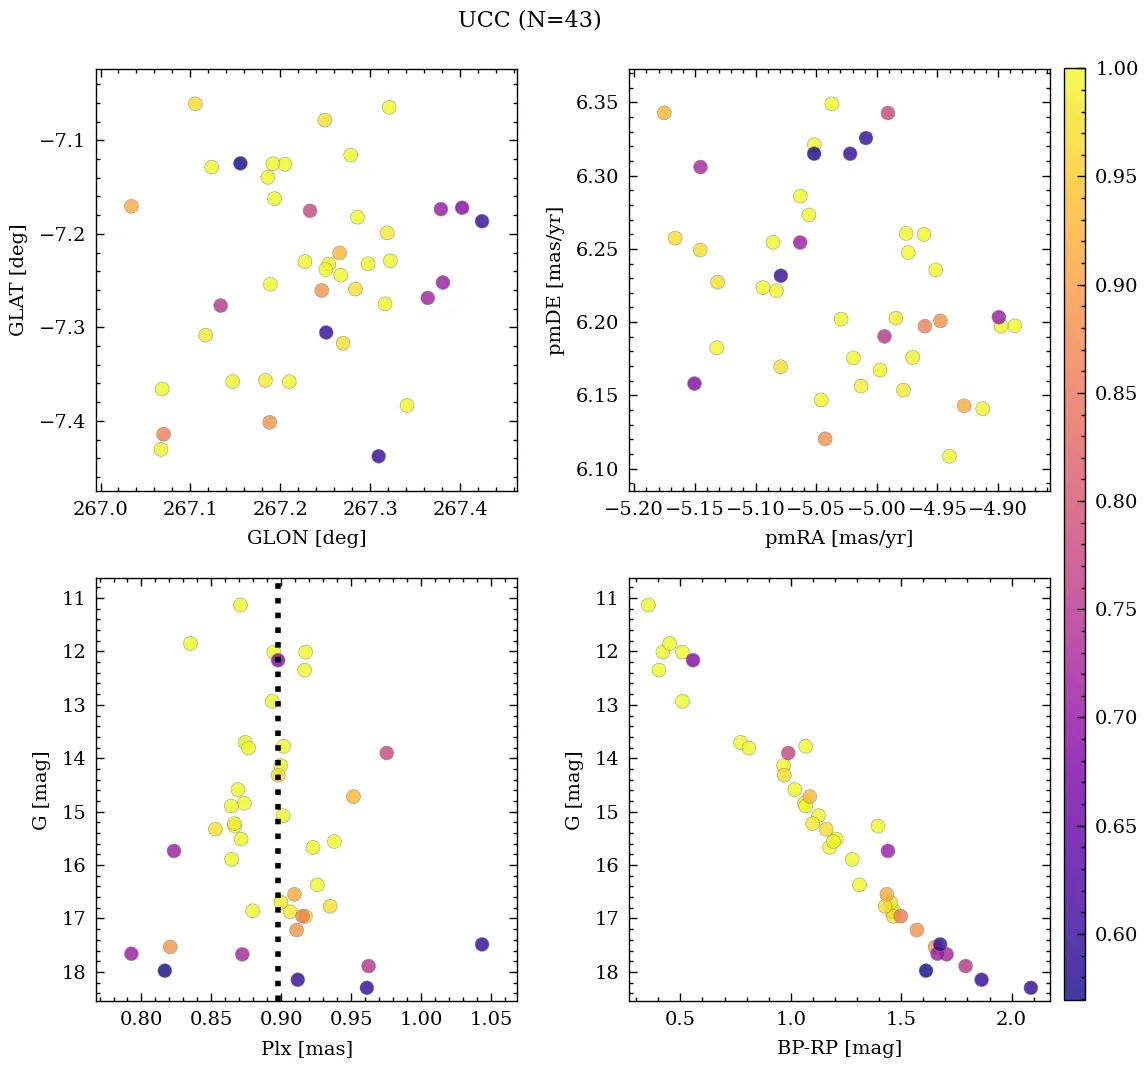 UCC (N=43)
−7.1
−7.2
−7.3
−7.4
GLAT [deg]
267.0 267.1 267.2 267.3 267.4
GLON [deg]
6.35
6.30
6.25
6.20
6.15
6.10
pmDE [mas/yr]
−5.20 −5.15 −5.10 −5.05 −5.00 −4.95 −4.90
pmRA [mas/yr]
11
12
13
14
15
16
17
18
G [mag]
0.80 0.85 0.90 0.95 1.00 1.05
Plx [mas]
11
12
13
14
15
16
17
18
G [mag]
0.5 1.0 1.5 2.0
BP-RP [mag]
1.00
0.95
0.90
0.85
0.80
0.75
0.70
0.65
0.60